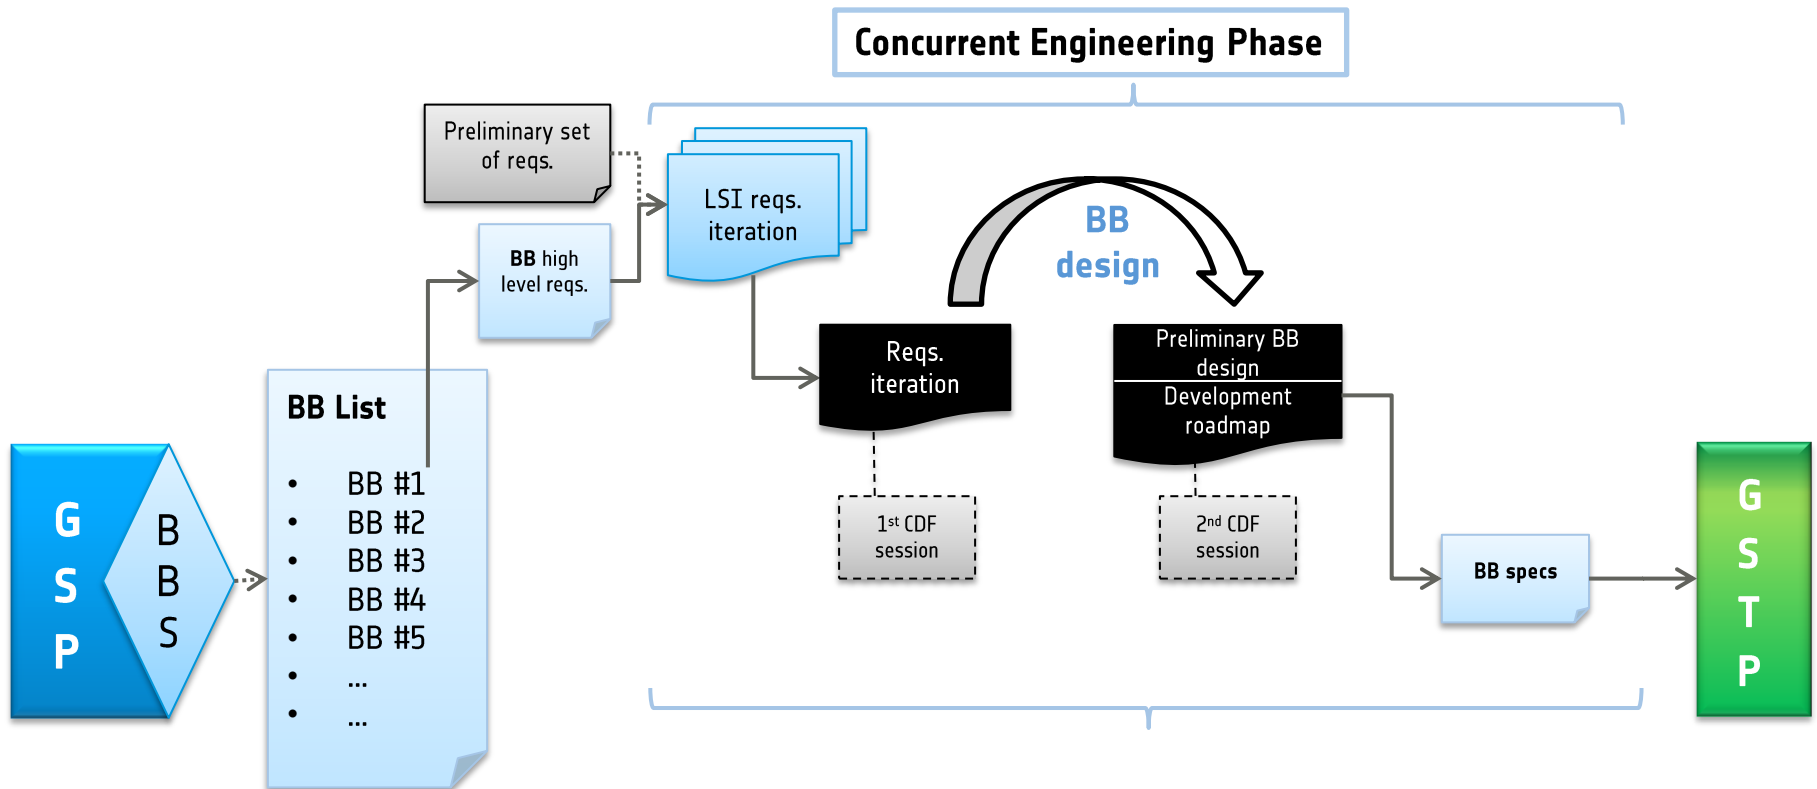 Concurrent Engineering Phase
Preliminary set
of reqs.
LSI reqs.
iteration
BB high
level reqs.
BB
design
Reqs.
iteration
Preliminary BB
design
Development
roadmap
BB List
• BB #1
• BB #2
• BB #3
• BB #4
• BB #5
• ...
• ...
G
S
P
B
B
S
1st CDF
session
2nd CDF
session
BB specs
G
S
T
P